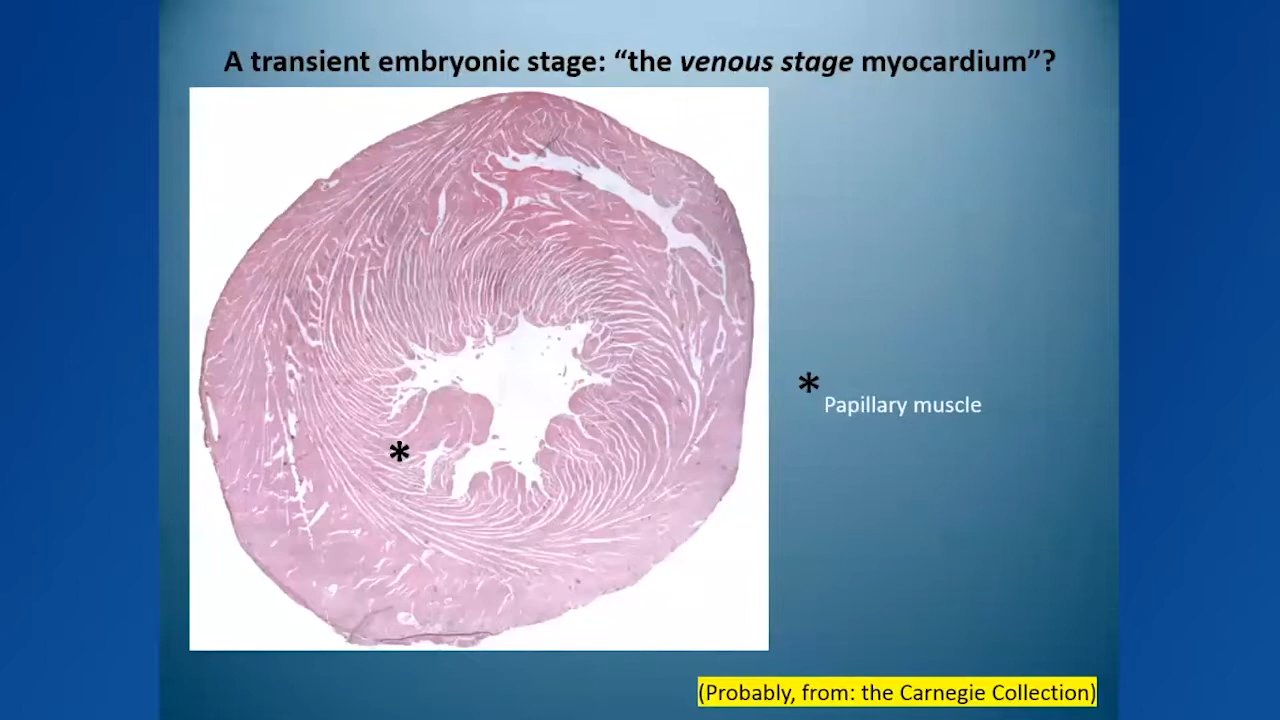 A transient embryonic stage: “the venous stage myocardium”?
*
Papillary muscle
*
(Probably, from: the Carnegie Collection)